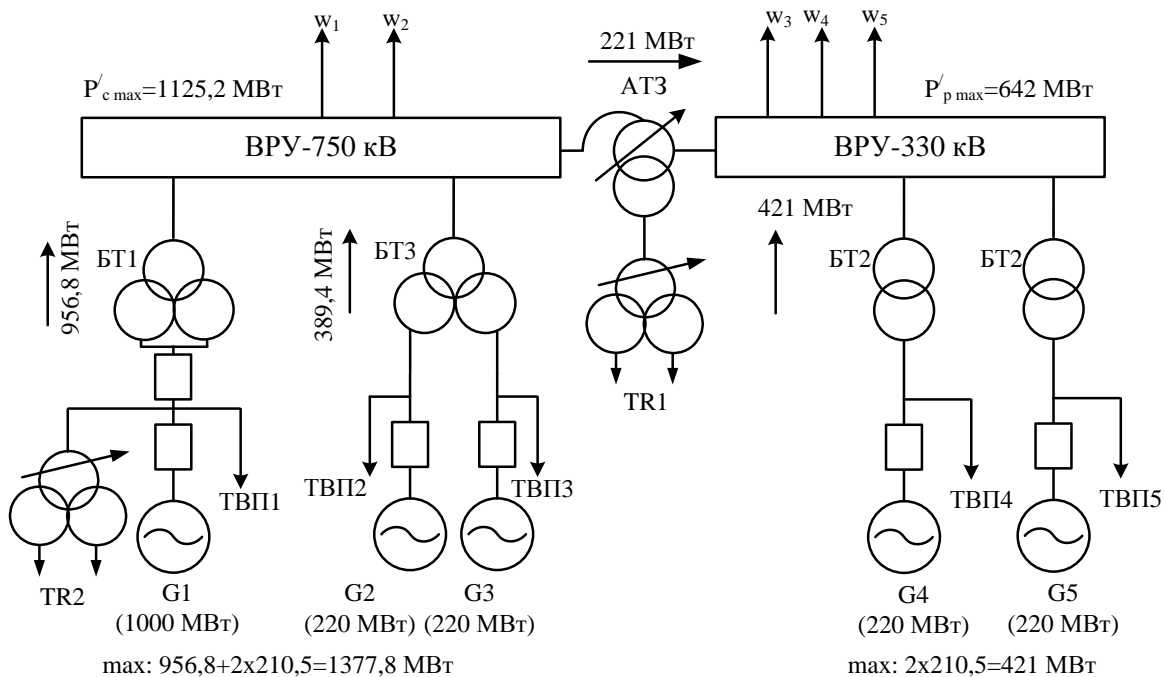 w1 w2
w3 w4 w5
221 МВт
АТЗ
P/с max=1125,2 МВт
P/р max=642 МВт
ВРУ-750 кВ
ВРУ-330 кВ
956,8 МВт
БТ1
389,4 МВт
БТ3
421 МВт
БТ2
БТ2
TR1
ТВП1
ТВП2
ТВП3
ТВП4
ТВП5
TR2
G1
(1000 МВт)
G2
(220 МВт)
G3
(220 МВт)
G4
(220 МВт)
G5
(220 МВт)
max: 956,8+2x210,5=1377,8 МВт
max: 2x210,5=421 МВт